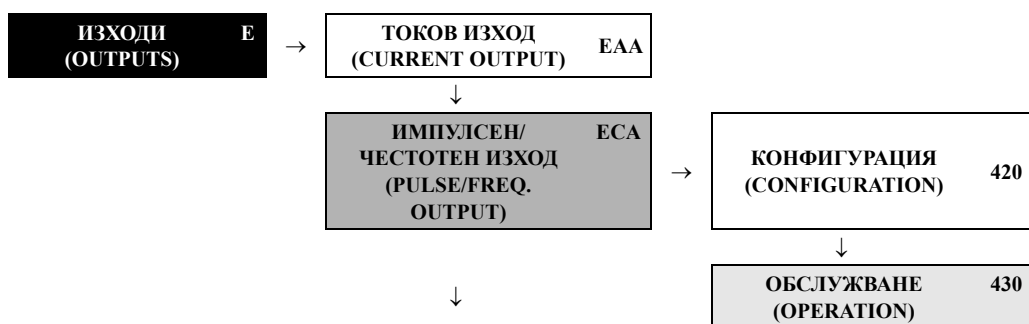 ИЗХОДИ E
(OUTPUTS)
→
ТОКОВ ИЗХОД
(CURRENT OUTPUT) EAA
↓
ИМПУЛСЕН/ ECA
ЧЕСТОТЕН ИЗХОД
(PULSE/FREQ.
OUTPUT)
→
КОНФИГУРАЦИЯ
(CONFIGURATION) 420
↓
↓
ОБСЛУЖВАНЕ 430
(OPERATION)